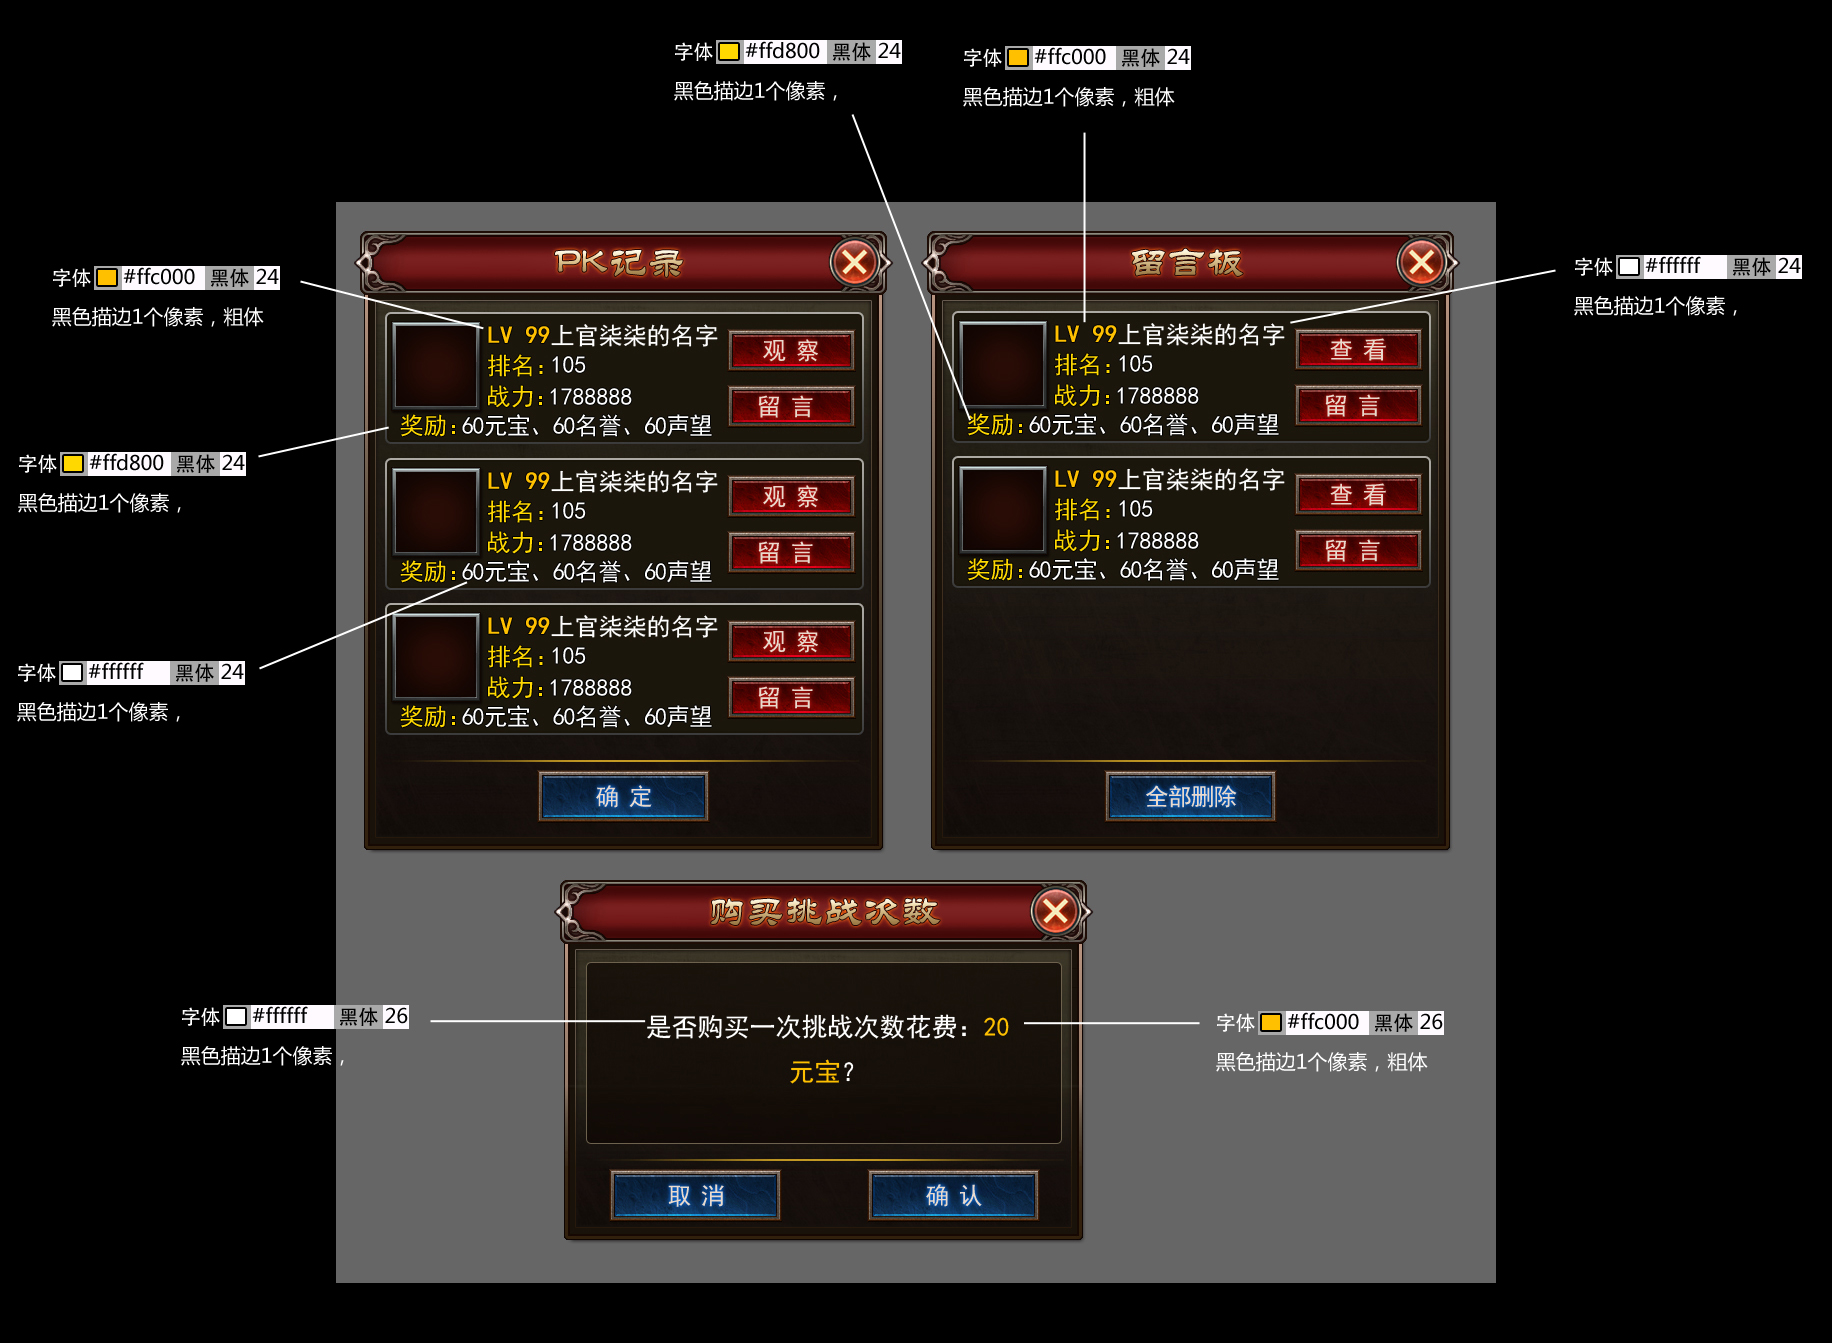 字体 #ffd800 黑体 24
黑色描边1个像素，
字体 #ffc000 黑体 24
黑色描边1个像素，粗体
字体 #ffc000 黑体 24
黑色描边1个像素，粗体
字体 #ffd800 黑体 24
黑色描边1个像素，
字体 #ffffff 黑体 24
黑色描边1个像素，
PK记录
LV 99上官柒柒的名字
排名：105
战力：1788888
奖励：60元宝、60名誉、60声望
观 察
留 言
LV 99上官柒柒的名字
排名：105
战力：1788888
奖励：60元宝、60名誉、60声望
观 察
留 言
LV 99上官柒柒的名字
排名：105
战力：1788888
奖励：60元宝、60名誉、60声望
观 察
留 言
确 定
留言板
LV 99上官柒柒的名字
排名：105
战力：1788888
奖励：60元宝、60名誉、60声望
查 看
留 言
LV 99上官柒柒的名字
排名：105
战力：1788888
奖励：60元宝、60名誉、60声望
查 看
留 言
全部删除
字体 #ffffff 黑体 24
黑色描边1个像素，
购买挑战次数
是否购买一次挑战次数花费：20
元宝？
取 消
确 认
字体 #ffffff 黑体 26
黑色描边1个像素，
字体 #ffc000 黑体 26
黑色描边1个像素，粗体